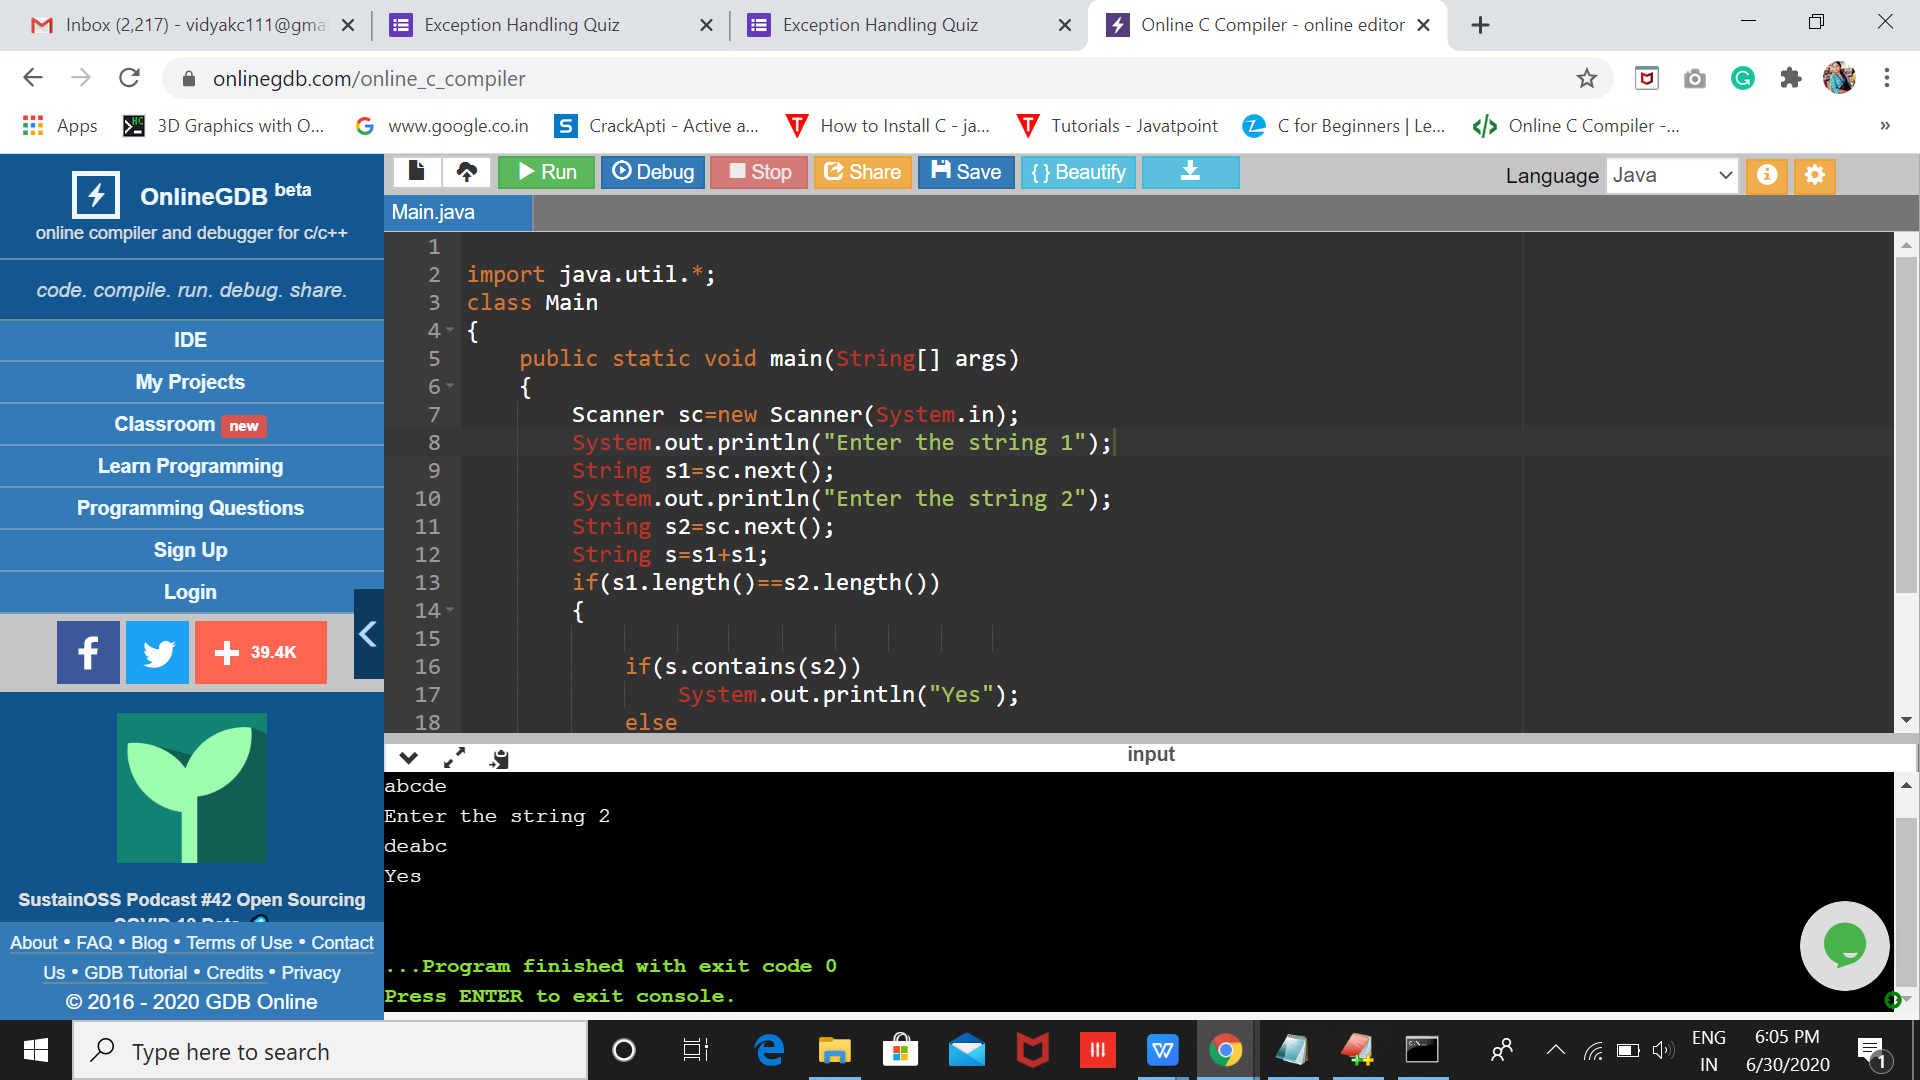 Inbox (2,217) - vidyakc111@gma
Exception Handling Quiz
Exception Handling Quiz
Online C Compiler - online editor
onlinegdb.com/online_c_compiler
Apps
3D Graphics with O...
www.google.co.in
CrackApti - Active a...
How to Install C - ja...
Tutorials - Javatpoint
C for Beginners | Le...
Online C Compiler -...
»
OnlineGDB beta
online compiler and debugger for c/c++
code. compile. run. debug. share.
IDE
My Projects
Classroom new
Learn Programming
Programming Questions
Sign Up
Login
39.4K
SustainOSS Podcast #42 Open Sourcing
About • FAQ • Blog • Terms of Use • Contact
Us • GDB Tutorial • Credits • Privacy
© 2016 - 2020 GDB Online
Run Debug Stop Share Save { } Beautify
Language Java
Main.java
1
2 import java.util.*;
3 class Main
4 {
5 public static void main(String[] args)
6 {
7 Scanner sc=new Scanner(System.in);
8 System.out.println("Enter the string 1");
9 String s1=sc.next();
10 System.out.println("Enter the string 2");
11 String s2=sc.next();
12 String s=s1+s1;
13 if(s1.length()==s2.length())
14 {
15
16 if(s.contains(s2))
17 System.out.println("Yes");
18 else
input
abcde
Enter the string 2
deabc
Yes
...Program finished with exit code 0
Press ENTER to exit console.
Type here to search
ENG
IN
6:05 PM
6/30/2020
1